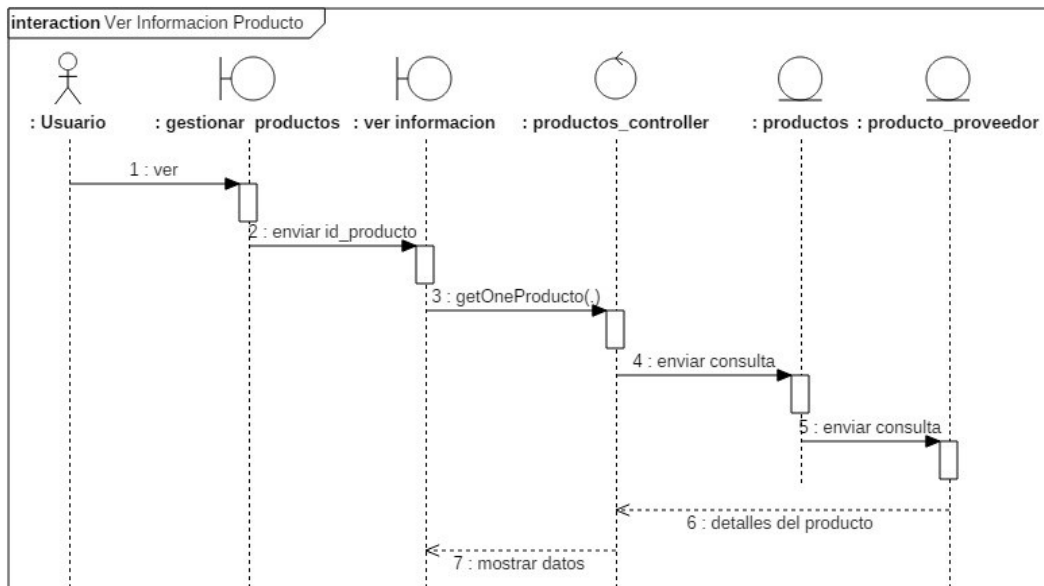 interaction Ver Informacion Producto
: Usuario : gestionar productos : ver informacion : productos_controller : productos : producto_proveedor
1 : ver
2 : enviar id_producto
3 : getOneProducto(.)
4 : enviar consulta
5 : enviar consulta
6 : detalles del producto
7 : mostrar datos